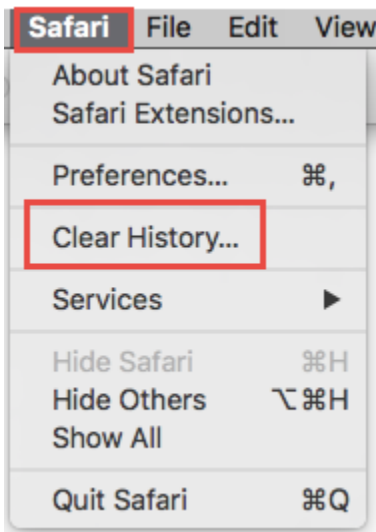 Safari File Edit View
About Safari
Safari Extensions...
Preferences... ⌘,
Clear History...
Services ▶
Hide Safari ⌘H
Hide Others ⌥⌘H
Show All
Quit Safari ⌘Q